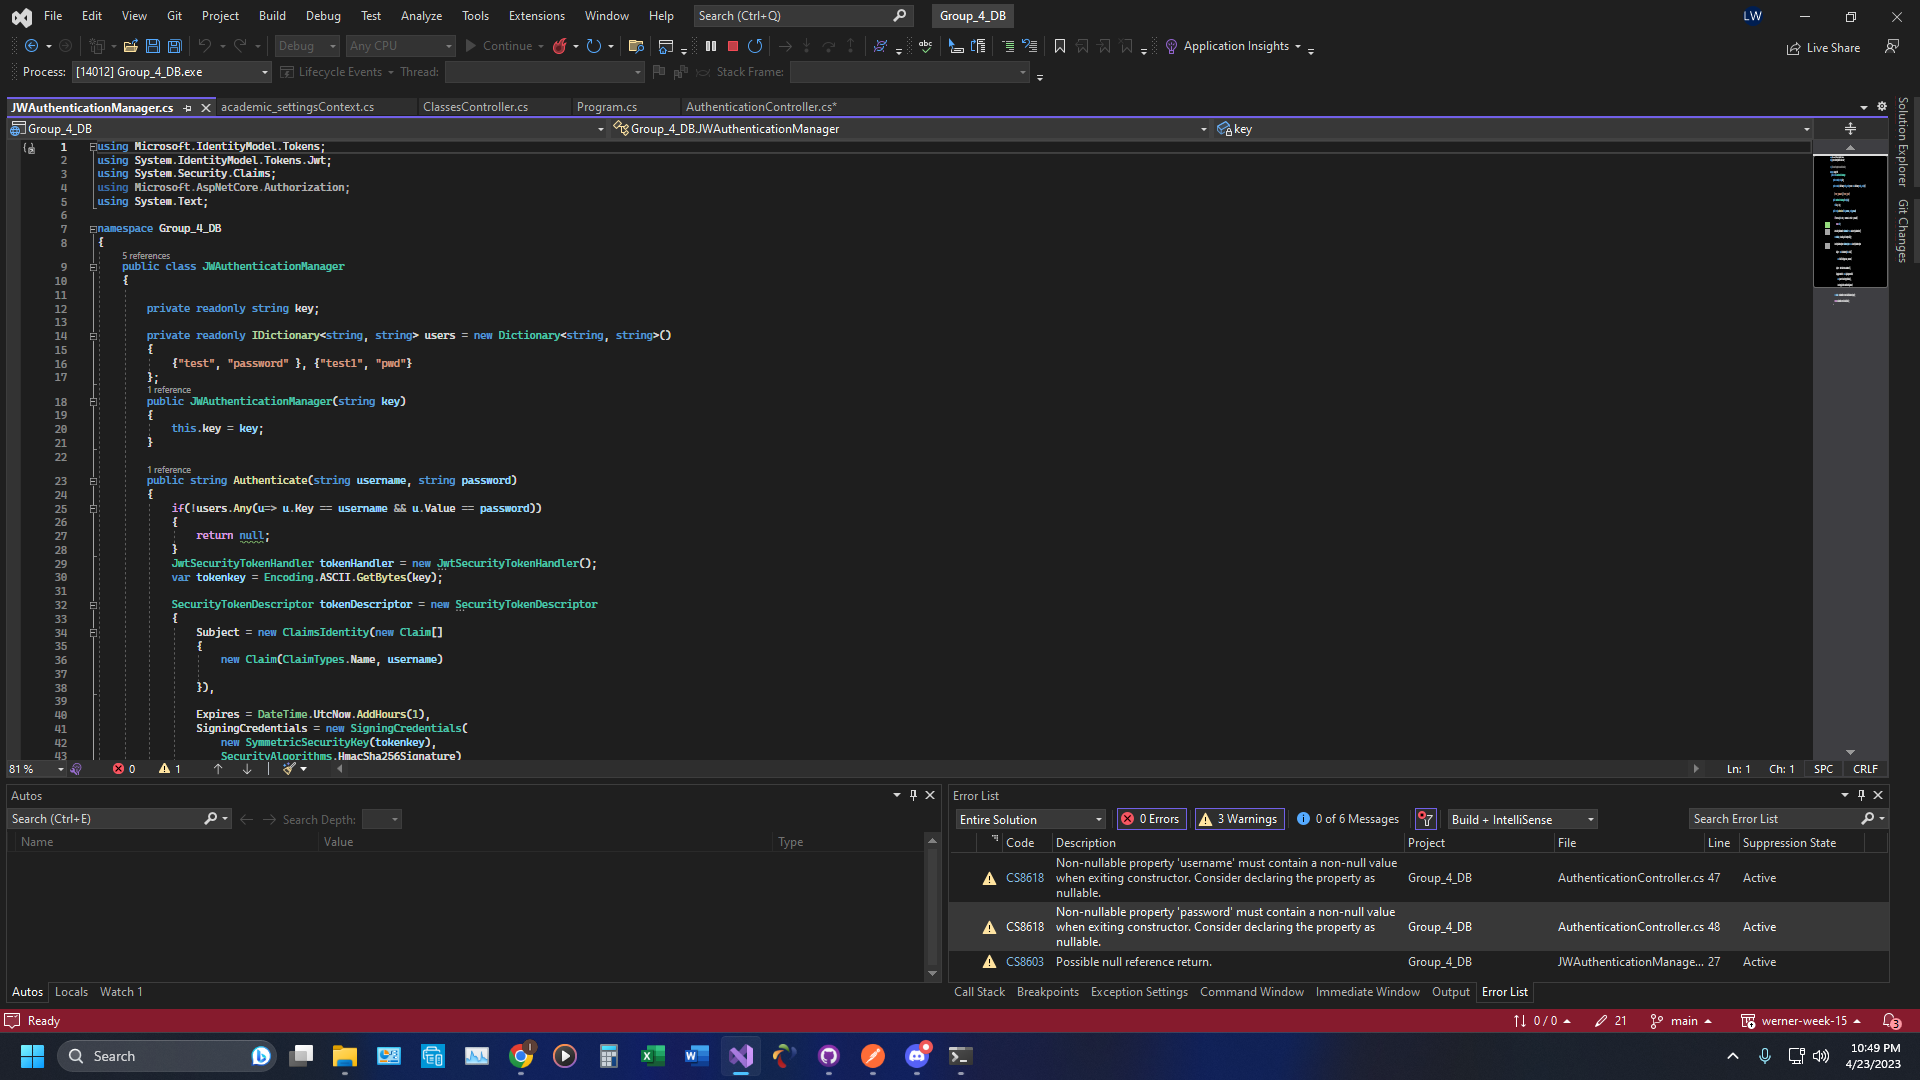 File Edit View Git Project Build Debug Test Analyze Tools Extensions Window Help Search (Ctrl+Q) Group_4_DB LW
Debug Any CPU Continue Application Insights Live Share
Process: [14012] Group_4_DB.exe Lifecycle Events Thread: Stack Frame:
JWAuthenticationManager.cs academic_settingsContext.cs ClassesController.cs Program.cs AuthenticationController.cs*
Group_4_DB Group_4_DB.JWAuthenticationManager key
Solution Explorer
Git Changes
1 using Microsoft.IdentityModel.Tokens;
2 using System.IdentityModel.Tokens.Jwt;
3 using System.Security.Claims;
4 using Microsoft.AspNetCore.Authorization;
5 using System.Text;
6
7 namespace Group_4_DB
8 {
5 references
9 public class JWAuthenticationManager
10 {
11
12 private readonly string key;
13
14 private readonly IDictionary<string, string> users = new Dictionary<string, string>()
15 {
16 {"test", "password" }, {"test1", "pwd"}
17 };
1 reference
18 public JWAuthenticationManager(string key)
19 {
20 this.key = key;
21 }
22
1 reference
23 public string Authenticate(string username, string password)
24 {
25 if(!users.Any(u=> u.Key == username && u.Value == password))
26 {
27 return null;
28 }
29 JwtSecurityTokenHandler tokenHandler = new JwtSecurityTokenHandler();
30 var tokenkey = Encoding.ASCII.GetBytes(key);
31
32 SecurityTokenDescriptor tokenDescriptor = new SecurityTokenDescriptor
33 {
34 Subject = new ClaimsIdentity(new Claim[]
35 {
36 new Claim(ClaimTypes.Name, username)
37
38 }),
39
40 Expires = DateTime.UtcNow.AddHours(1),
41 SigningCredentials = new SigningCredentials(
42 new SymmetricSecurityKey(tokenkey),
43 SecurityAlgorithms.HmacSha256Signature)
81 % 0 1 Ln: 1 Ch: 1 SPC CRLF
Autos
Search (Ctrl+E) Search Depth:
Name Value Type
Autos Locals Watch 1
Error List
Entire Solution 0 Errors 3 Warnings 0 of 6 Messages Build + IntelliSense Search Error List
Code Description Project File Line Suppression State
CS8618 Non-nullable property 'username' must contain a non-null value when exiting constructor. Consider declaring the property as nullable. Group_4_DB AuthenticationController.cs 47 Active
CS8618 Non-nullable property 'password' must contain a non-null value when exiting constructor. Consider declaring the property as nullable. Group_4_DB AuthenticationController.cs 48 Active
CS8603 Possible null reference return. Group_4_DB JWAuthenticationManage... 27 Active
Call Stack Breakpoints Exception Settings Command Window Immediate Window Output Error List
Ready 0 / 0 21 main werner-week-15 3
Search
10:49 PM
4/23/2023